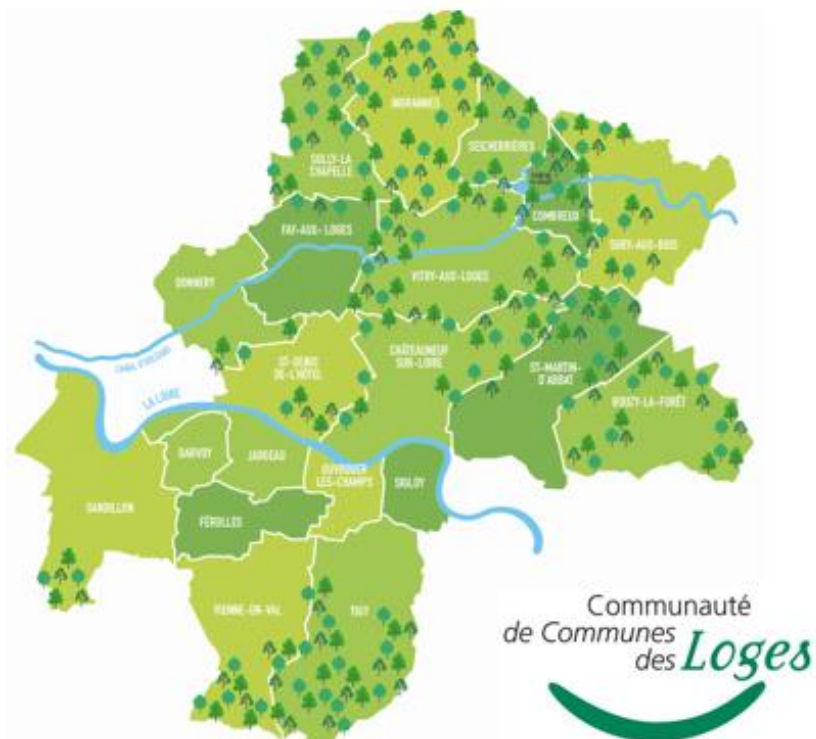 INGRANNES
SEICHEBRIÈRES
SULLY-LA
CHAPELLE
COMBREUX
FAY-AUX-LOGES
SURY-AUX-BOIS
VITRY-AUX-LOGES
DONNERY
CHÂTEAUNEUF
SUR-LOIRE
CANAL D'ORLÉANS
ST-DENIS
DE-L'HÔTEL
ST-MARTIN-
D'ABBAT
LA LOIRE
BOUZY-LA-FORÊT
DARVOY
JARGEAU
OUVROUER
LES-CHAMPS
SIGLOY
SANDILLON
FÉROLLES
VIENNE-EN-VAL
TIGY
Communauté
de Communes
des Loges